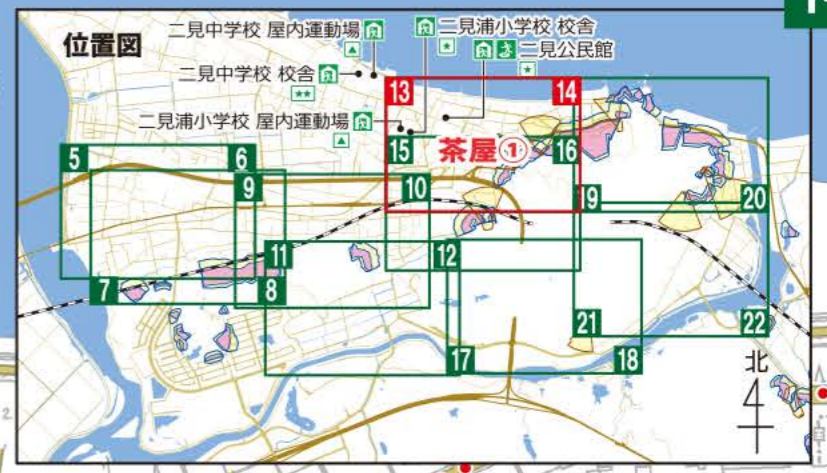 1
位置図
二見中学校 屋内運動場
▲
二見浦小学校 校舎
★
二見公民館
★
二見中学校 校舎
★★
二見浦小学校 屋内運動場
▲
13 14
15 茶屋① 16
5 6
9 10
19 20
11 12
7 8
21 22
17 18
北
2